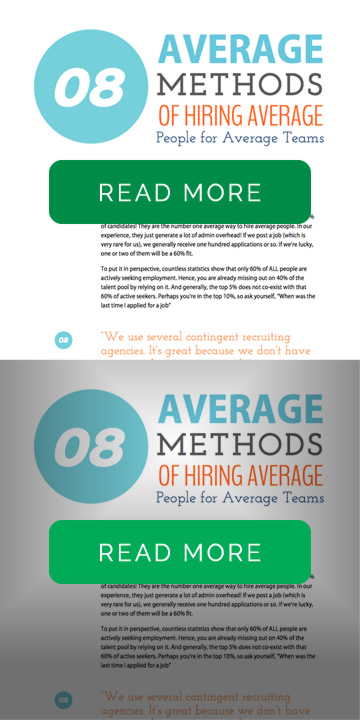 08
AVERAGE
METHODS
OF HIRING AVERAGE
People for Average Teams
READ MORE
%
of candidates! They are the number one average way to hire average people. In our
experience, they just generate a lot of admin overhead! If we post a job (which is
very rare for us), we generally receive one hundred applications or so. If we're lucky,
one or two of them will be a 60% fit.
To put it in perspective, countless statistics show that only 60% of ALL people are
actively seeking employment. Hence, you are already missing out on 40% of the
talent pool by relying on it. And generally, the top 5% does not co-exist with that
60% of active seekers. Perhaps you're in the top 10%, so ask yourself, "When was the
last time I applied for a job"
08
"We use several contingent recruiting
agencies. It's great because we don't have
08
AVERAGE
METHODS
OF HIRING AVERAGE
People for Average Teams
READ MORE
%
of candidates! They are the number one average way to hire average people. In our
experience, they just generate a lot of admin overhead! If we post a job (which is
very rare for us), we generally receive one hundred applications or so. If we're lucky,
one or two of them will be a 60% fit.
To put it in perspective, countless statistics show that only 60% of ALL people are
actively seeking employment. Hence, you are already missing out on 40% of the
talent pool by relying on it. And generally, the top 5% does not co-exist with that
60% of active seekers. Perhaps you're in the top 10%, so ask yourself, "When was the
last time I applied for a job"
08
"We use several contingent recruiting
agencies. It's great because we don't have